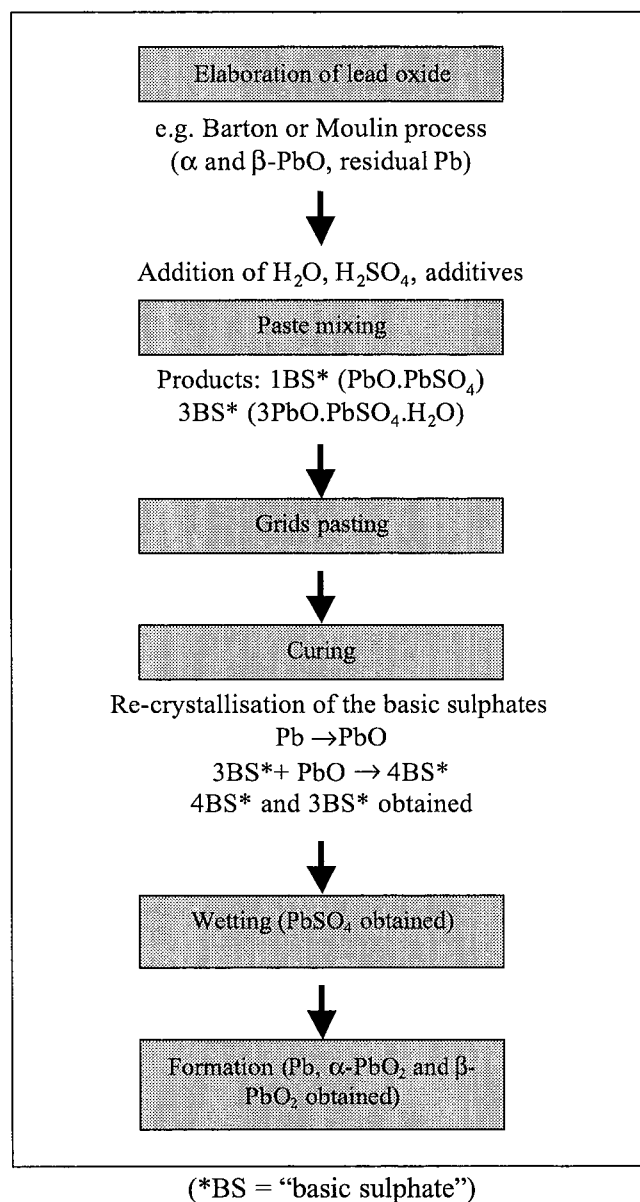 Elaboration of lead oxide
e.g. Barton or Moulin process
(α and β-PbO, residual Pb)
Addition of H₂O, H₂SO₄, additives
Paste mixing
Products: 1BS* (PbO.PbSO₄)
3BS* (3PbO.PbSO₄.H₂O)
Grids pasting
Curing
Re-crystallisation of the basic sulphates
Pb →PbO
3BS*+ PbO → 4BS*
4BS* and 3BS* obtained
Wetting (PbSO₄ obtained)
Formation (Pb, α-PbO₂ and β-
PbO₂ obtained)
(*BS = “basic sulphate”)